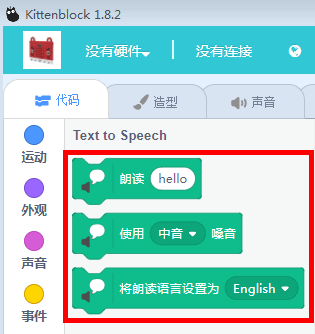 Kittenblock 1.8.2
没有硬件 没有连接
代码 造型 声音
Text to Speech
运动
朗读 hello
外观
使用 中音 嗓音
声音
将朗读语言设置为 English
事件